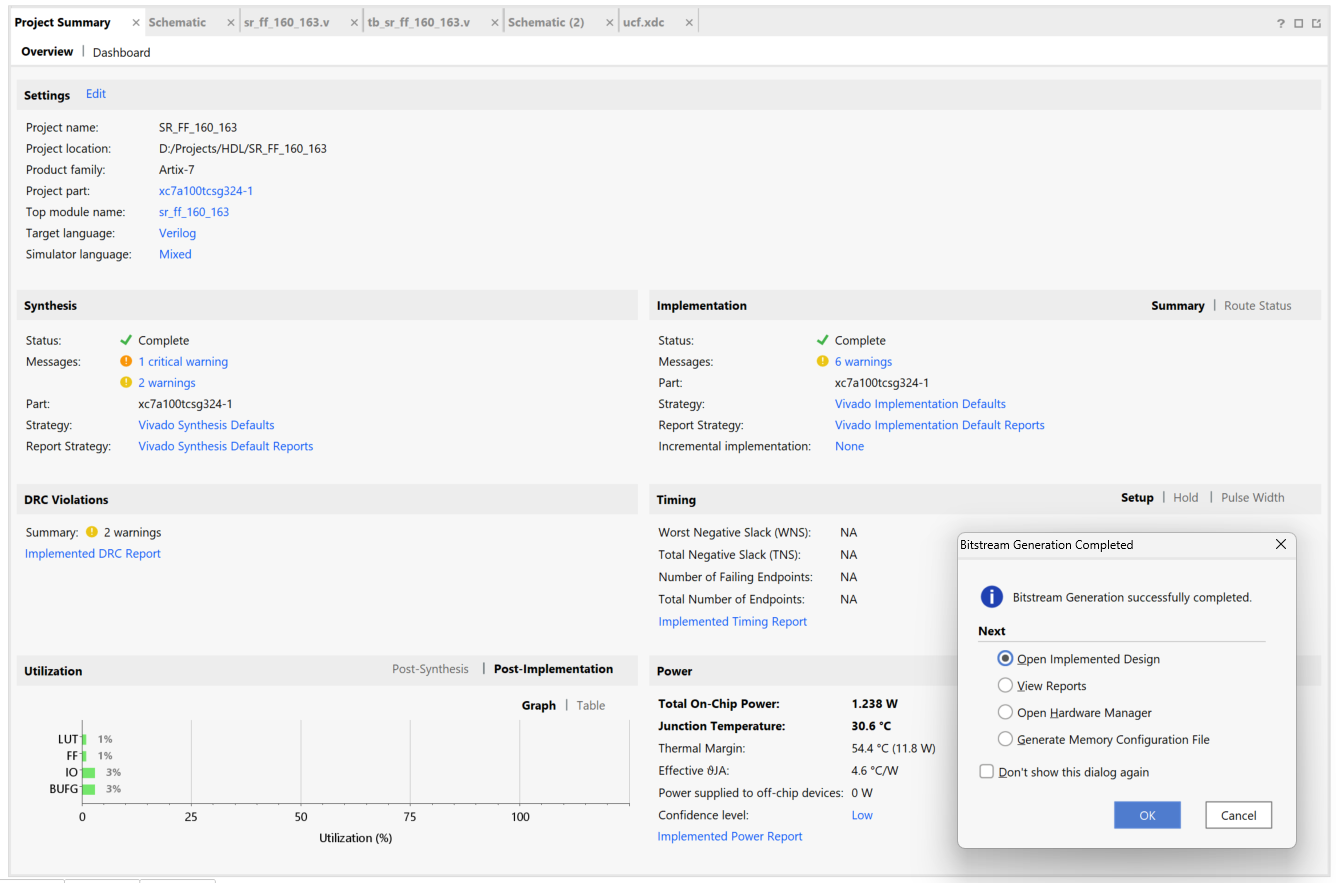 Project Summary × Schematic × sr_ff_160_163.v × tb_sr_ff_160_163.v × Schematic (2) × ucf.xdc × ?
Overview | Dashboard
Settings Edit
Project name: SR_FF_160_163
Project location: D:/Projects/HDL/SR_FF_160_163
Product family: Artix-7
Project part: xc7a100tcsg324-1
Top module name: sr_ff_160_163
Target language: Verilog
Simulator language: Mixed
Synthesis
Status: Complete
Messages: 1 critical warning
2 warnings
Part: xc7a100tcsg324-1
Strategy: Vivado Synthesis Defaults
Report Strategy: Vivado Synthesis Default Reports
Implementation Summary | Route Status
Status: Complete
Messages: 6 warnings
Part: xc7a100tcsg324-1
Strategy: Vivado Implementation Defaults
Report Strategy: Vivado Implementation Default Reports
Incremental implementation: None
DRC Violations
Summary: 2 warnings
Implemented DRC Report
Timing Setup | Hold | Pulse Width
Worst Negative Slack (WNS): NA
Total Negative Slack (TNS): NA
Number of Failing Endpoints: NA
Total Number of Endpoints: NA
Implemented Timing Report
Utilization Post-Synthesis | Post-Implementation
Graph | Table
LUT 1%
FF 1%
IO 3%
BUFG 3%
0 25 50 75 100
Utilization (%)
Power
Total On-Chip Power: 1.238 W
Junction Temperature: 30.6 °C
Thermal Margin: 54.4 °C (11.8 W)
Effective ϑJA: 4.6 °C/W
Power supplied to off-chip devices: 0 W
Confidence level: Low
Implemented Power Report
Bitstream Generation Completed
Bitstream Generation successfully completed.
Next
Open Implemented Design
View Reports
Open Hardware Manager
Generate Memory Configuration File
Don't show this dialog again
OK Cancel